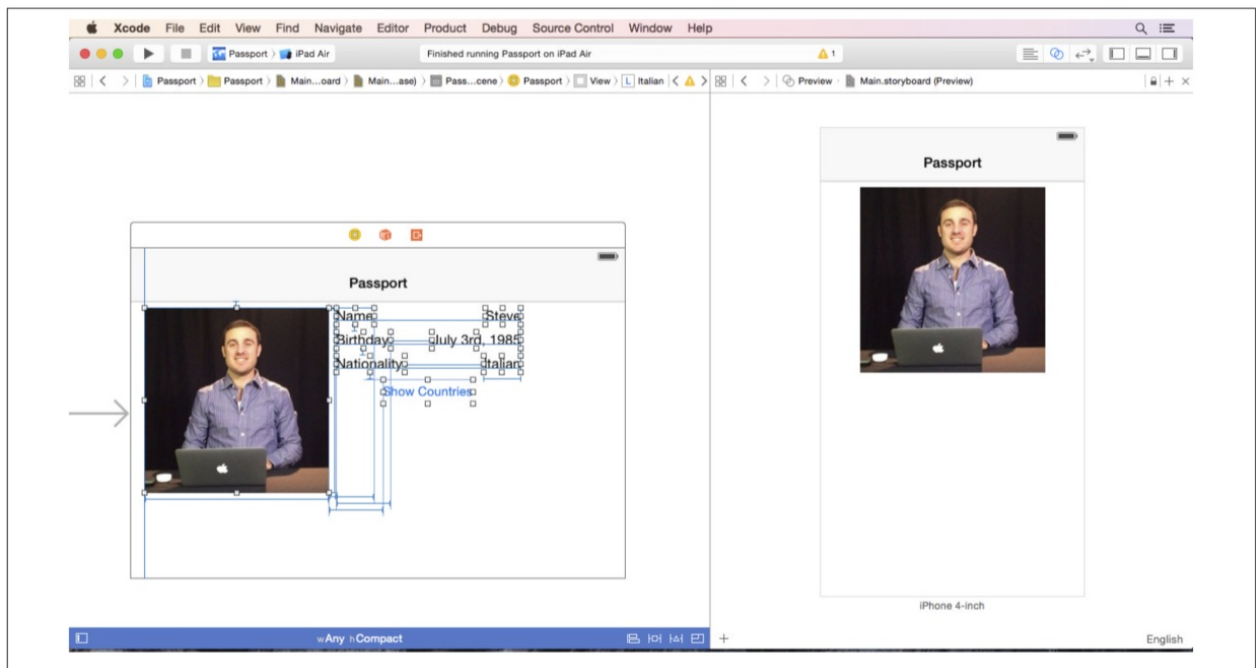 Xcode File Edit View Find Navigate Editor Product Debug Source Control Window Help
Passport 〉 iPad Air
Finished running Passport on iPad Air
1
Passport 〉 Passport 〉 Main...oard 〉 Main...ase) 〉 Pass...cene 〉 Passport 〉 View 〉 L Italian
Preview 〉 Main.storyboard (Preview)
Passport
Name Steve
Birthday July 3rd, 1985
Nationality Italian
Show Countries
wAny hCompact
Passport
iPhone 4-inch
English